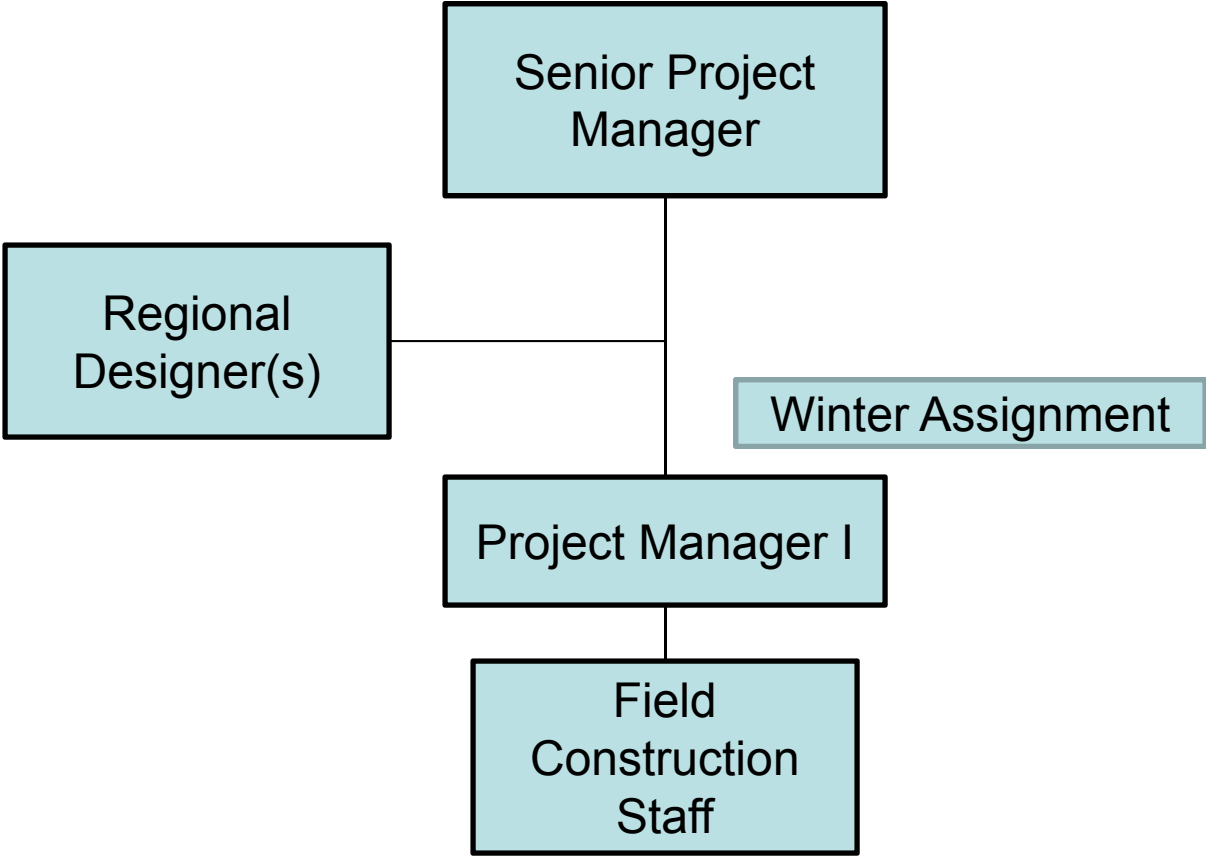 Senior Project
Manager
Regional
Designer(s)
Winter Assignment
Project Manager I
Field
Construction
Staff